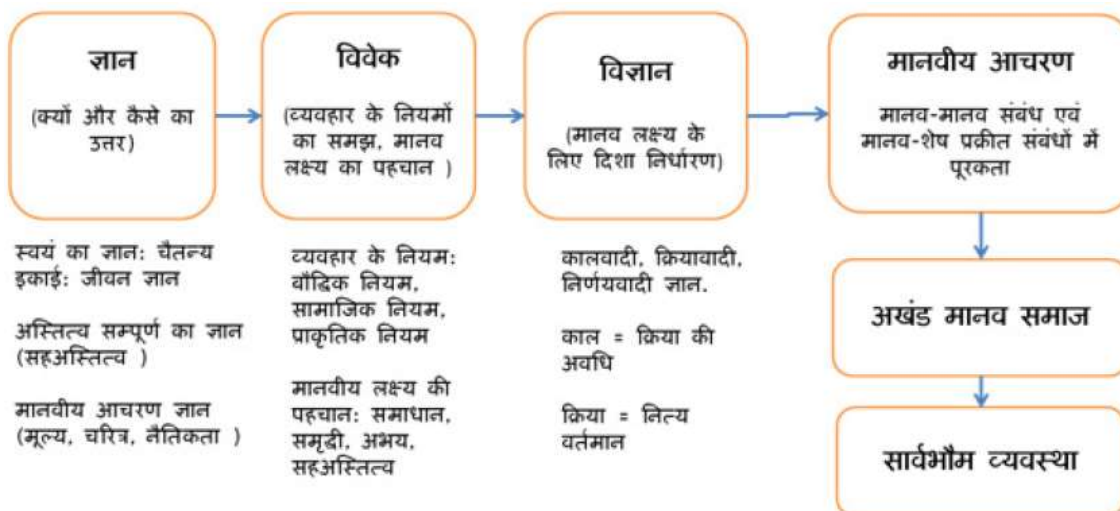 ज्ञान
(क्यों और कैसे का
उत्तर)
विवेक
(व्यवहार के नियमों
का समझ, मानव
लक्ष्य का पहचान )
विज्ञान
(मानव लक्ष्य के
लिए दिशा निर्धारण)
मानवीय आचरण
मानव-मानव संबंध एवं
मानव-शेष प्रक्रीत संबंधों में
पूरकता
स्वयं का ज्ञान: चैतन्य
इकाई: जीवन ज्ञान
अस्तित्व सम्पूर्ण का ज्ञान
(सहअस्तित्व )
मानवीय आचरण ज्ञान
(मूल्य, चरित्र, नैतिकता )
व्यवहार के नियम:
बौद्धिक नियम,
सामाजिक नियम,
प्राकृतिक नियम
मानवीय लक्ष्य की
पहचान: समाधान,
समृद्धी, अभय,
सहअस्तित्व
कालवादी, क्रियावादी,
निर्णयवादी ज्ञान.
काल = क्रिया की
अवधि
क्रिया = नित्य
वर्तमान
अखंड मानव समाज
सार्वभौम व्यवस्था